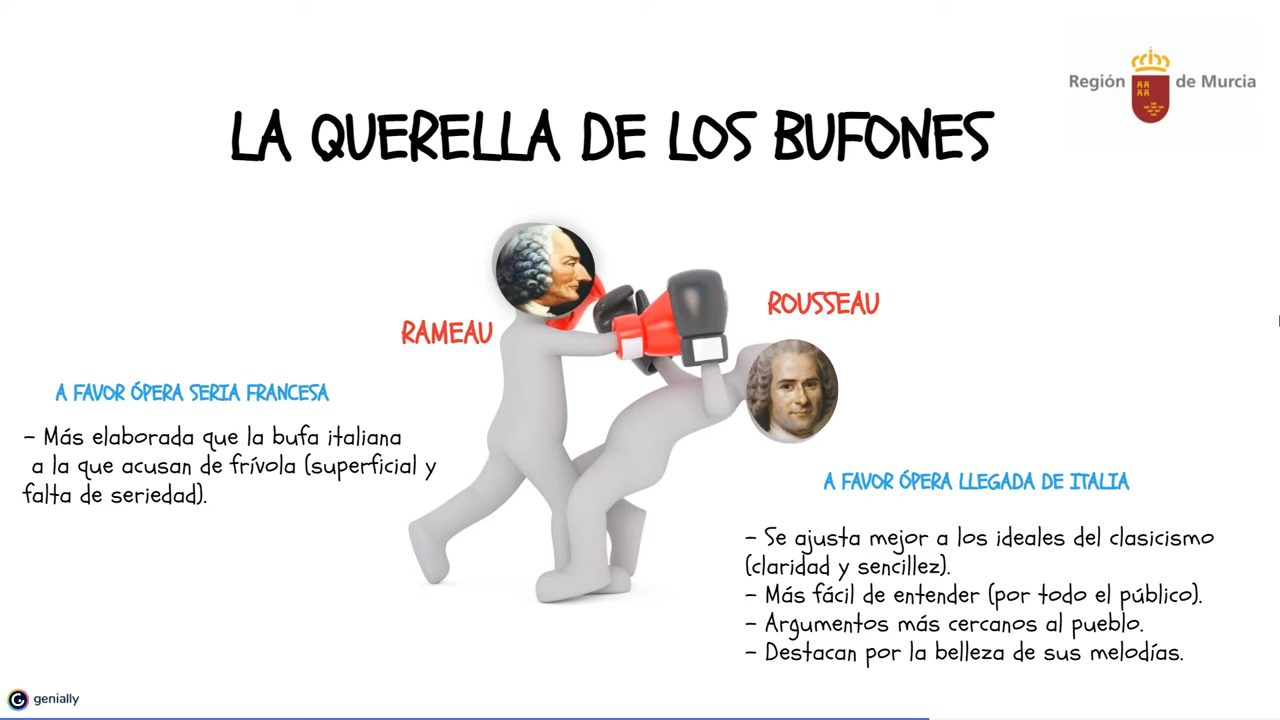 Región de Murcia
LA QUERELLA DE LOS BUFONES
RAMEAU
ROUSSEAU
A FAVOR ÓPERA SERIA FRANCESA
- Más elaborada que la bufa italiana
a la que acusan de frívola (superficial y
falta de seriedad).
A FAVOR ÓPERA LLEGADA DE ITALIA
- Se ajusta mejor a los ideales del clasicismo
(claridad y sencillez).
- Más fácil de entender (por todo el público).
- Argumentos más cercanos al pueblo.
- Destacan por la belleza de sus melodías.
genially